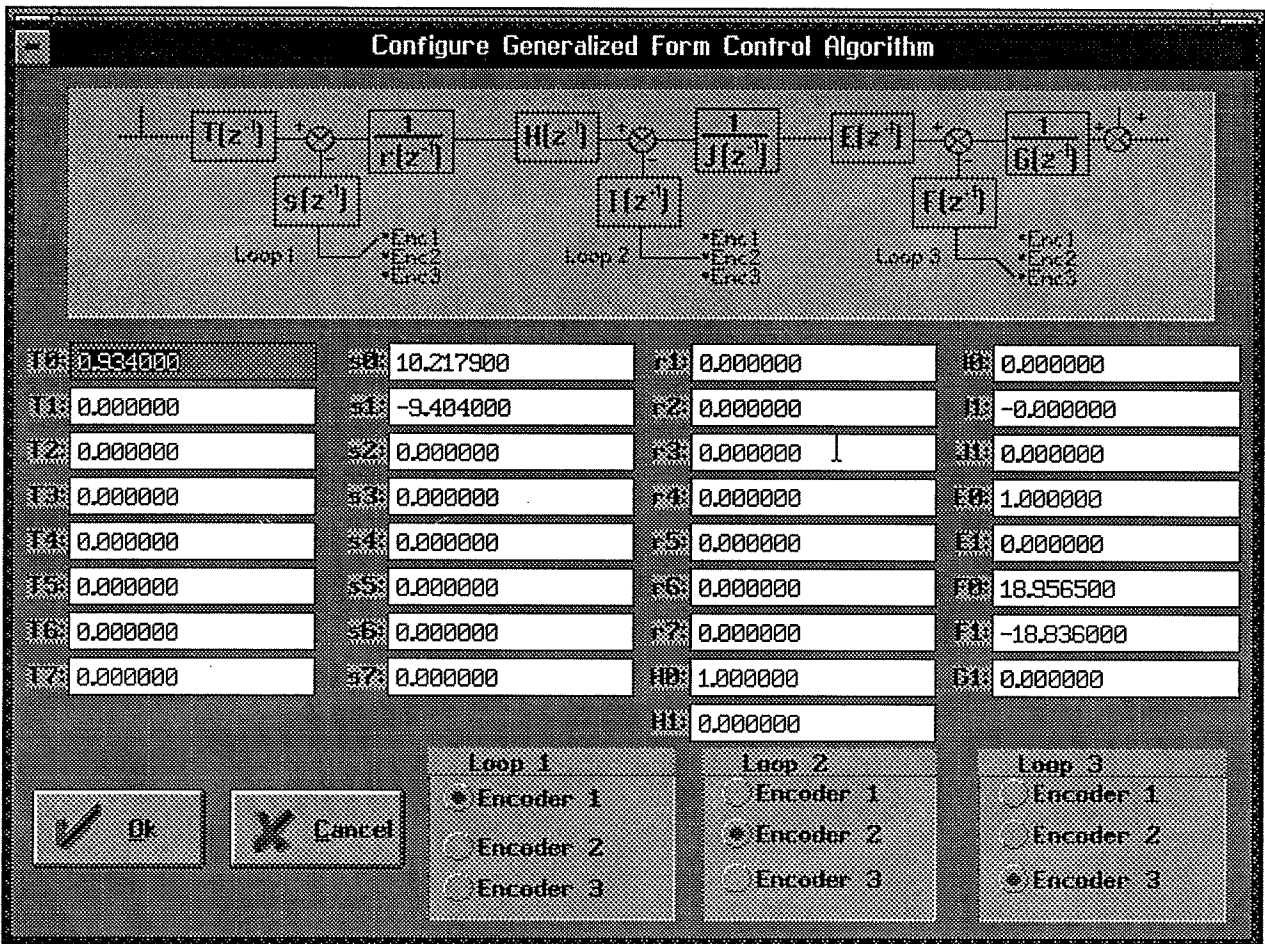 Configure Generalized Form Control Algorithm
T(z⁻¹) + - 1/r(z⁻¹) H(z⁻¹) + - 1/J(z⁻¹) E(z⁻¹) + - 1/G(z⁻¹) + +
s(z⁻¹) I(z⁻¹) F(z⁻¹)
Loop 1 •Enc1 Loop 2 •Enc1 Loop 3 •Enc1
•Enc2 •Enc2 •Enc2
•Enc3 •Enc3 •Enc3
T0: 0.934000 s0: 10.217900 r1: 0.000000 I0: 0.000000
T1: 0.000000 s1: -9.404000 r2: 0.000000 I1: -0.000000
T2: 0.000000 s2: 0.000000 r3: 0.000000 J1: 0.000000
T3: 0.000000 s3: 0.000000 r4: 0.000000 E0: 1.000000
T4: 0.000000 s4: 0.000000 r5: 0.000000 E1: 0.000000
T5: 0.000000 s5: 0.000000 r6: 0.000000 F0: 18.956500
T6: 0.000000 s6: 0.000000 r7: 0.000000 F1: -18.836000
T7: 0.000000 s7: 0.000000 H0: 1.000000 G1: 0.000000
H1: 0.000000
Loop 1 Loop 2 Loop 3
Encoder 1 Encoder 1 Encoder 1
Ok Cancel Encoder 2 Encoder 2 Encoder 2
Encoder 3 Encoder 3 Encoder 3